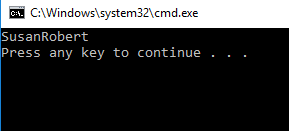 C:\Windows\system32\cmd.exe
SusanRobert
Press any key to continue . . .